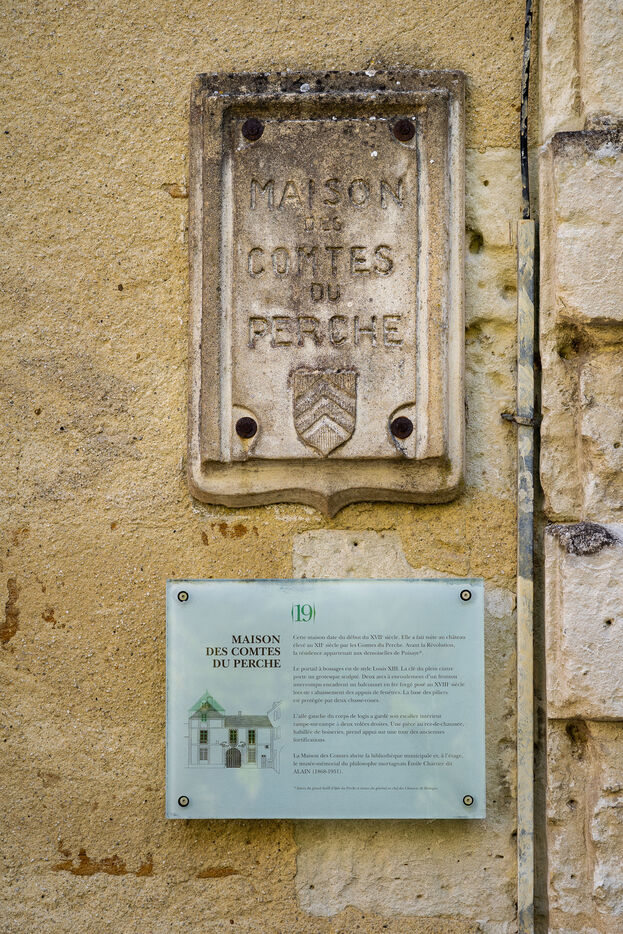 MAISON
DES
COMTES
DU
PERCHE
(19)
MAISON
DES COMTES
DU PERCHE
Cette maison date du début du XVIIe siècle. Elle a fait suite au château
élevé au XIIe siècle par les Comtes du Perche. Avant la Révolution,
la résidence appartenait aux demoiselles de Puisaye*.
Le portail à bossages est de style Louis XIII. La clé du plein cintre
porte un grotesque sculpté. Deux arcs à enroulement d'un fronton
interrompu encadrent un balconnet en fer forgé posé au XVIIIe siècle
lors de l'abaissement des appuis de fenêtres. La base des piliers
est protégée par deux chasse-roues.
L'aile gauche du corps de logis a gardé son escalier intérieur
rampe-sur-rampe à deux volées droites. Une pièce au rez-de-chaussée,
habillée de boiseries, prend appui sur une tour des anciennes
fortifications.
La Maison des Comtes abrite la bibliothèque municipale et, à l'étage,
le musée-mémorial du philosophe mortagnais Émile Chartier dit
ALAIN (1868-1951).